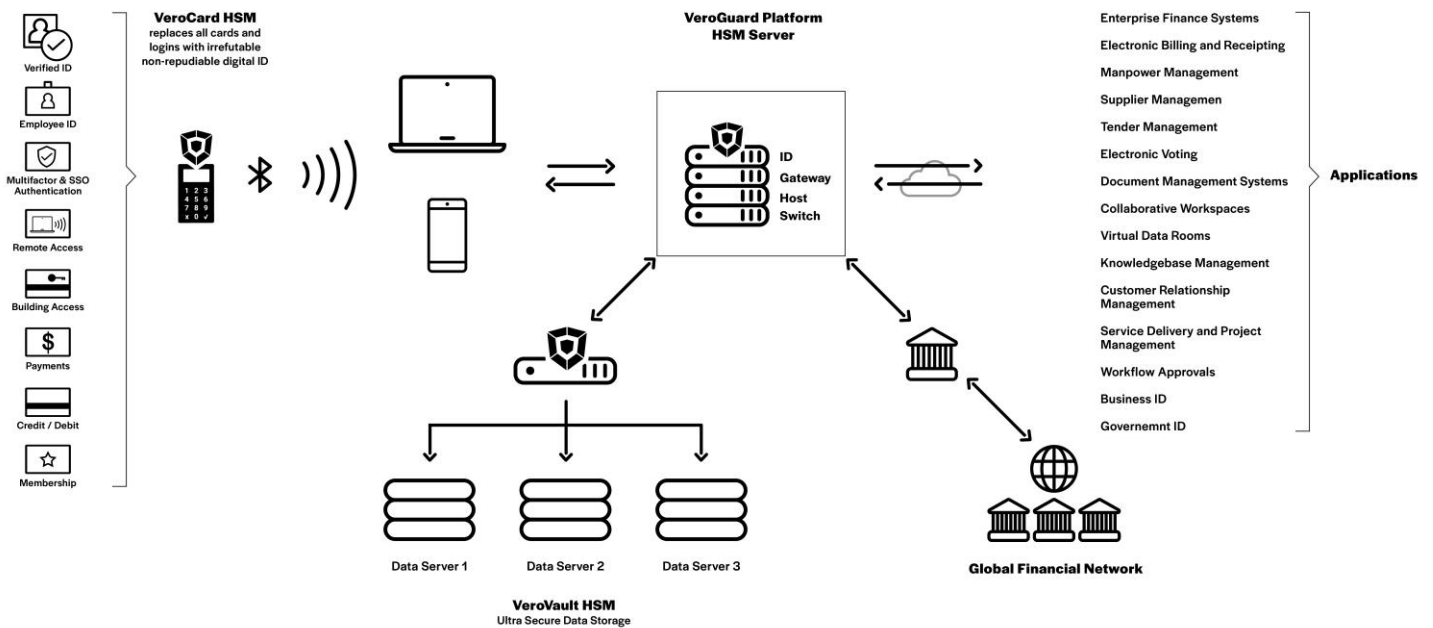 Verified ID
Employee ID
Multifactor & SSO
Authentication
Remote Access
Building Access
$
Payments
Credit / Debit
Membership
VeroCard HSM
replaces all cards and
logins with irrefutable
non-repudiable digital ID
1 2 3
4 5 6
7 8 9
x 0 ✓
VeroGuard Platform
HSM Server
ID
Gateway
Host
Switch
Data Server 1
Data Server 2
Data Server 3
VeroVault HSM
Ultra Secure Data Storage
Global Financial Network
Enterprise Finance Systems
Electronic Billing and Receipting
Manpower Management
Supplier Managemen
Tender Management
Electronic Voting
Document Management Systems
Collaborative Workspaces
Virtual Data Rooms
Knowledgebase Management
Customer Relationship
Management
Service Delivery and Project
Management
Workflow Approvals
Business ID
Governemnt ID
Applications